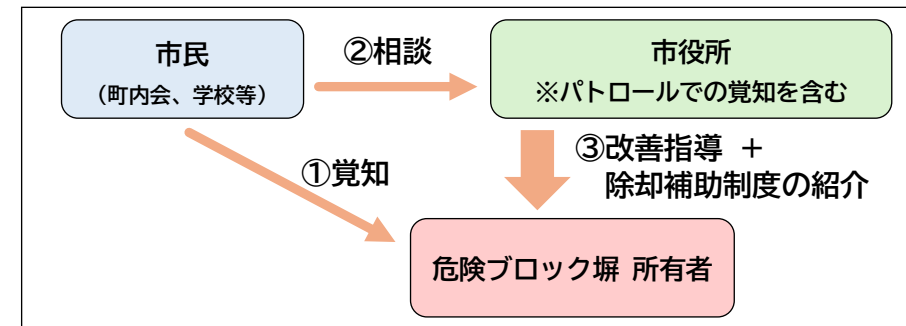 市民
（町内会、学校等）
②相談
市役所
※パトロールでの覚知を含む
①覚知
③改善指導 ＋
除却補助制度の紹介
危険ブロック塀 所有者